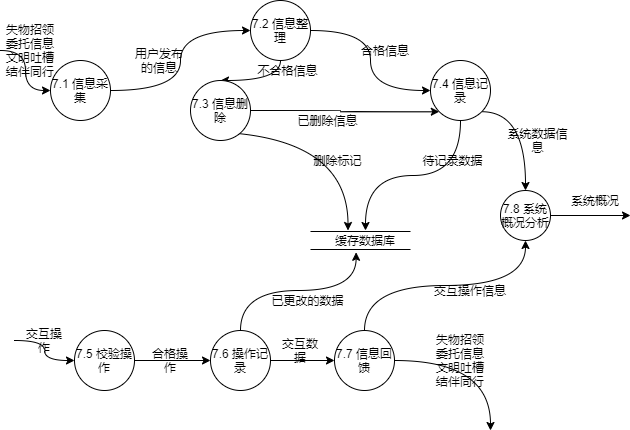 失物招领
委托信息
文明吐槽
结伴同行
7.1 信息采
集
用户发布
的信息
7.2 信息整
理
不合格信息
合格信息
7.3 信息删
除
已删除信息
7.4 信息记
录
删除标记
待记录数据
系统数据信
息
7.8 系统
概况分析
系统概况
缓存数据库
已更改的数据
交互操作信息
交互操
作
7.5 校验操
作
合格操
作
7.6 操作记
录
交互数
据
7.7 信息回
馈
失物招领
委托信息
文明吐槽
结伴同行